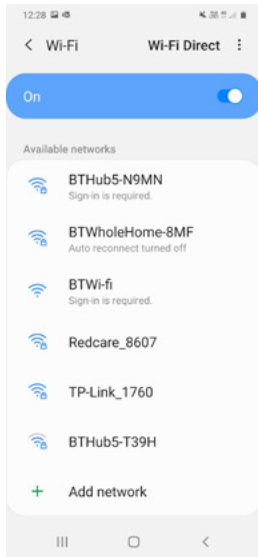 12:28
Wi-Fi
Wi-Fi Direct
On
Available networks
BTHub5-N9MN
Sign-in is required.
BTWholeHome-8MF
Auto reconnect turned off
BTWi-fi
Sign-in is required.
Redcare_8607
TP-Link_1760
BTHub5-T39H
+ Add network